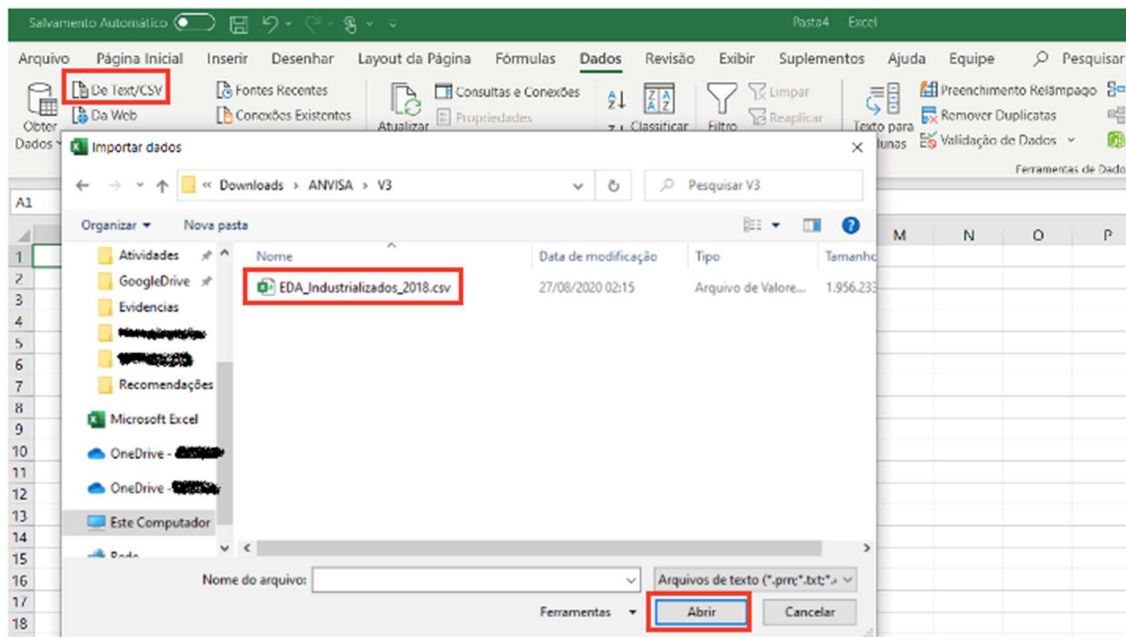 Salvamento Automático
Pasta4 Excel
Arquivo Página Inicial Inserir Desenhar Layout da Página Fórmulas Dados Revisão Exibir Suplementos Ajuda Equipe Pesquisar
De Text/CSV Fontes Recentes Consultas e Conexões Limpar Preenchimento Relâmpago
Da Web Conexões Existentes Propriedades Reaplicar Remover Duplicatas
Obter Atualizar Classificar Filtro Texto para
Dados lunas Validação de Dados
Ferramentas de Dado
Importar dados
« Downloads > ANVISA > V3 Pesquisar V3
A1
Organizar Nova pasta
M N O P
Atividades Nome Data de modificação Tipo Tamanho
GoogleDrive EDA_Industrializados_2018.csv 27/08/2020 02:15 Arquivo de Valore... 1.956.233
Evidencias
Recomendações
Microsoft Excel
OneDrive -
OneDrive -
Este Computador
Rede
1
2
3
4
5
6
7
8
9
10
11
12
13
14
15
16
17
18
Nome do arquivo: Arquivos de texto (*.prn;*.txt;*.
Ferramentas Abrir Cancelar